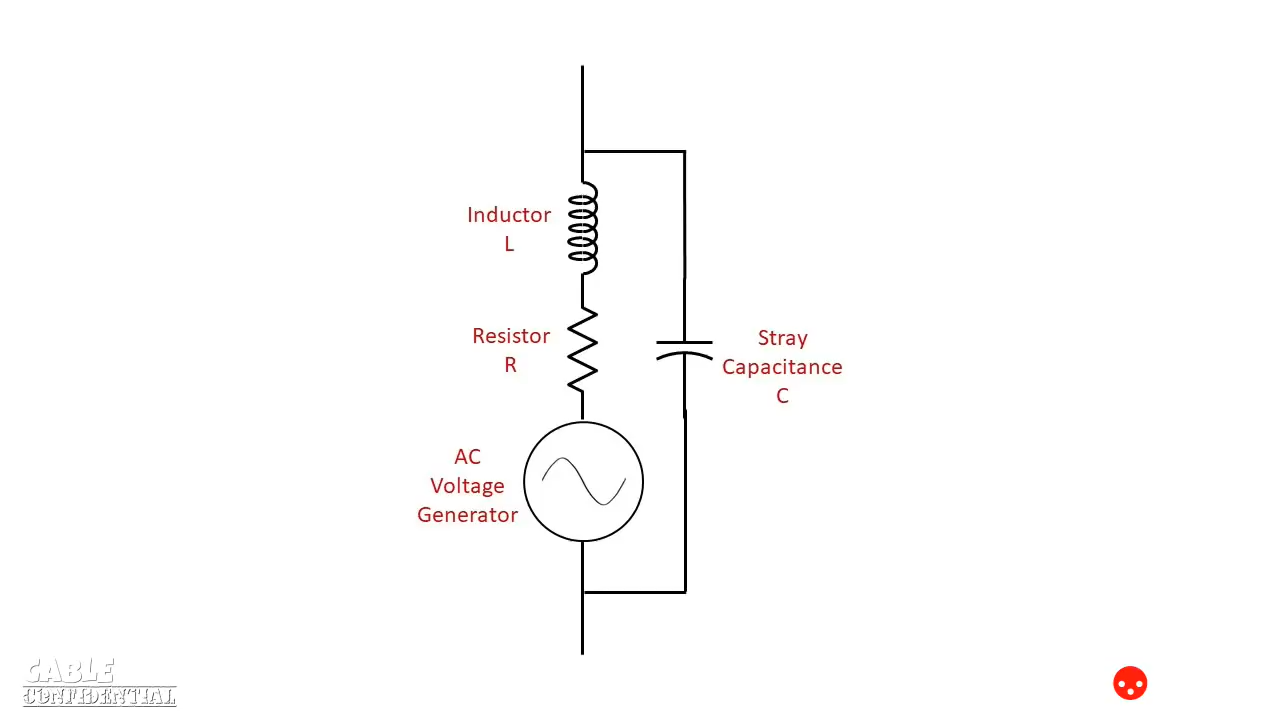 Inductor
L
Resistor
R
Stray
Capacitance
C
AC
Voltage
Generator
CABLE
CONFIDENTIAL